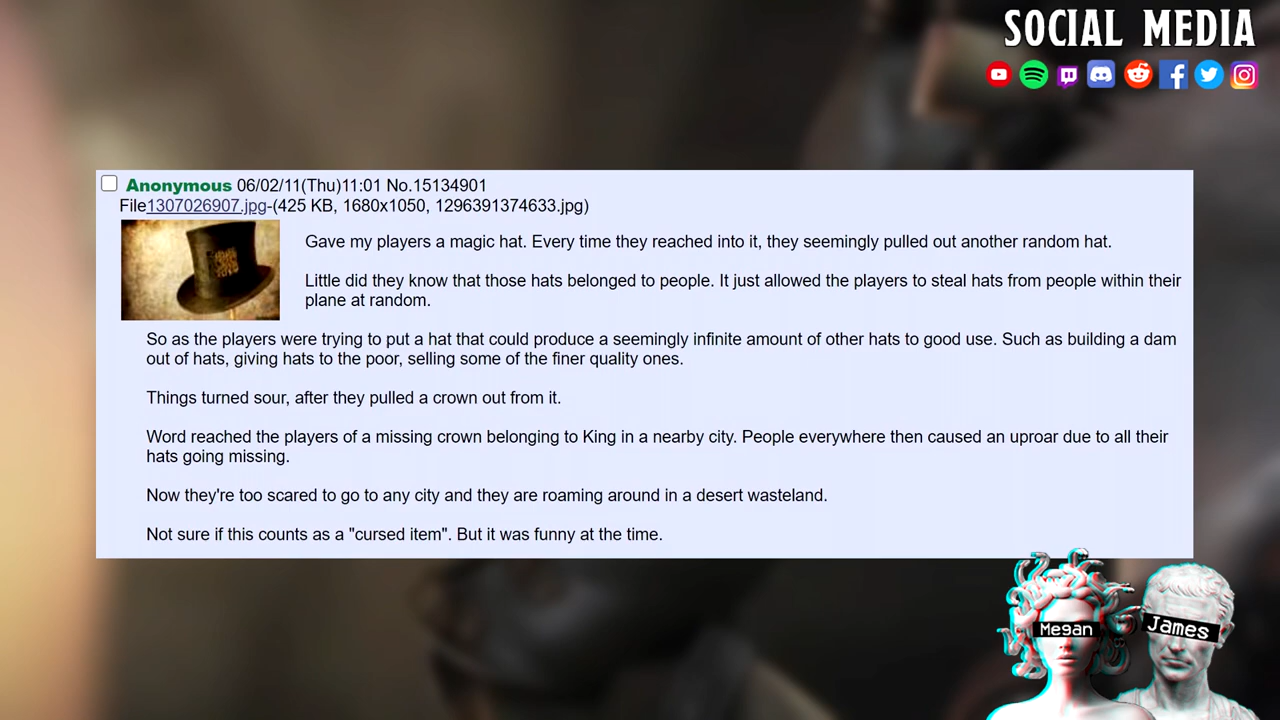 SOCIAL MEDIA
Anonymous 06/02/11(Thu)11:01 No.15134901
File1307026907.jpg-(425 KB, 1680x1050, 1296391374633.jpg)
Gave my players a magic hat. Every time they reached into it, they seemingly pulled out another random hat.
Little did they know that those hats belonged to people. It just allowed the players to steal hats from people within their
plane at random.
So as the players were trying to put a hat that could produce a seemingly infinite amount of other hats to good use. Such as building a dam
out of hats, giving hats to the poor, selling some of the finer quality ones.
Things turned sour, after they pulled a crown out from it.
Word reached the players of a missing crown belonging to King in a nearby city. People everywhere then caused an uproar due to all their
hats going missing.
Now they're too scared to go to any city and they are roaming around in a desert wasteland.
Not sure if this counts as a "cursed item". But it was funny at the time.
Megan
James